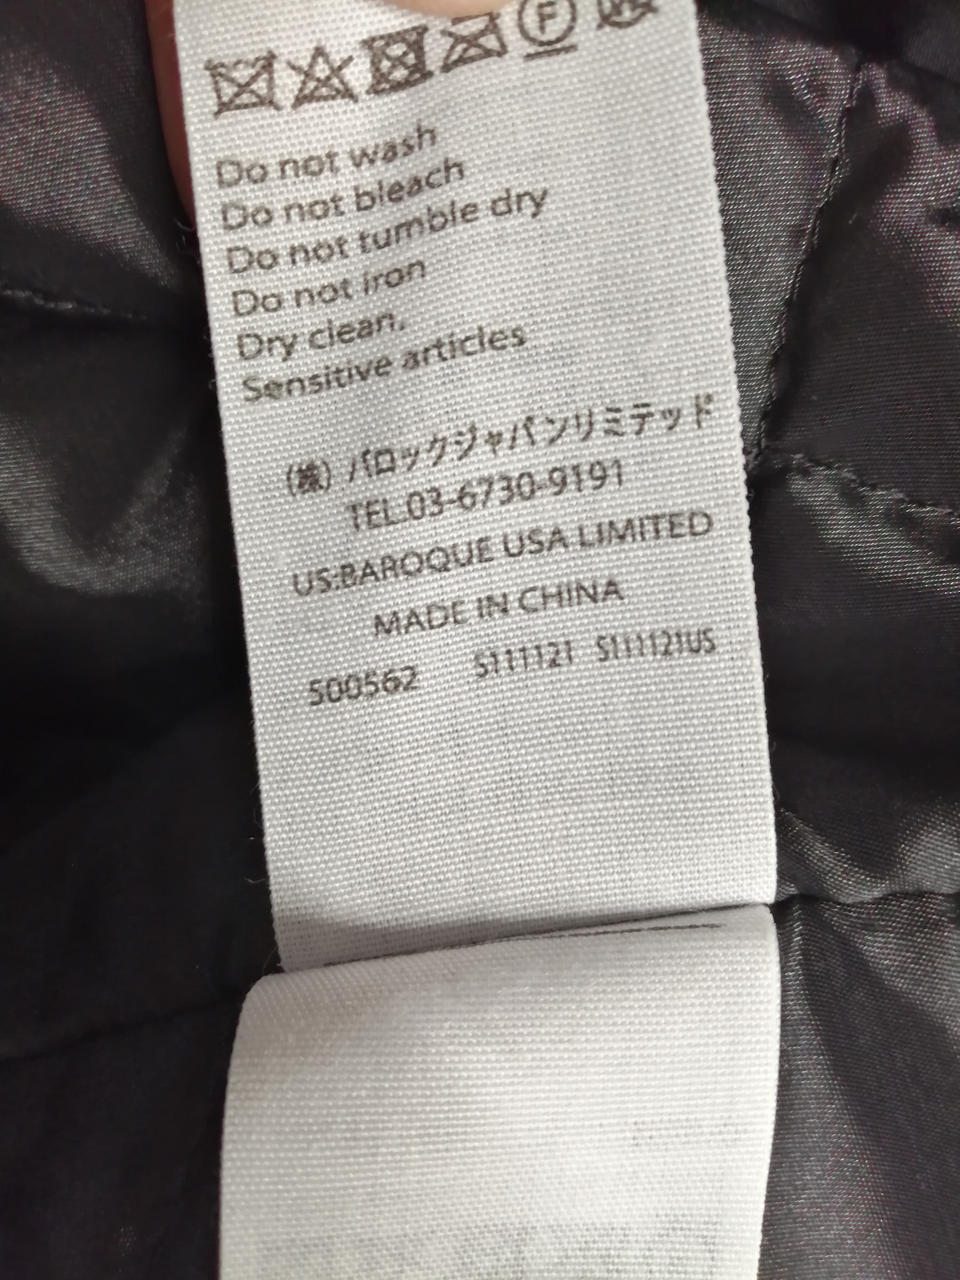 F
Do not wash
Do not bleach
Do not tumble dry
Do not iron
Dry clean,
Sensitive articles
(株) バロックジャパンリミテッド
TEL.03-6730-9191
US:BAROQUE USA LIMITED
MADE IN CHINA
500562 S111121 S111121US